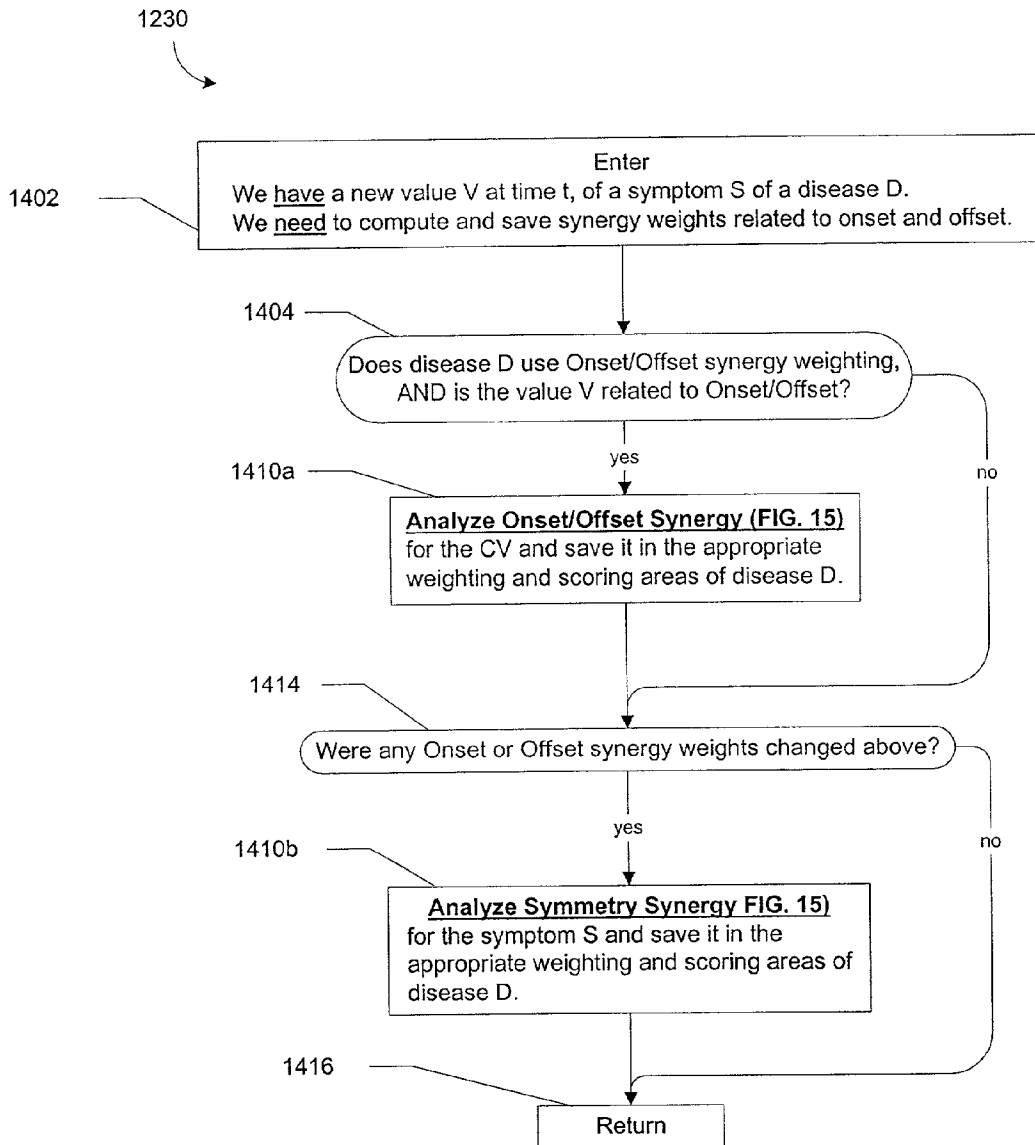 1230
1402
Enter
We have a new value V at time t, of a symptom S of a disease D.
We need to compute and save synergy weights related to onset and offset.
1404
Does disease D use Onset/Offset synergy weighting,
AND is the value V related to Onset/Offset?
yes
no
1410a
Analyze Onset/Offset Synergy (FIG. 15)
for the CV and save it in the appropriate
weighting and scoring areas of disease D.
1414
Were any Onset or Offset synergy weights changed above?
yes
no
1410b
Analyze Symmetry Synergy FIG. 15)
for the symptom S and save it in the
appropriate weighting and scoring areas of
disease D.
1416
Return